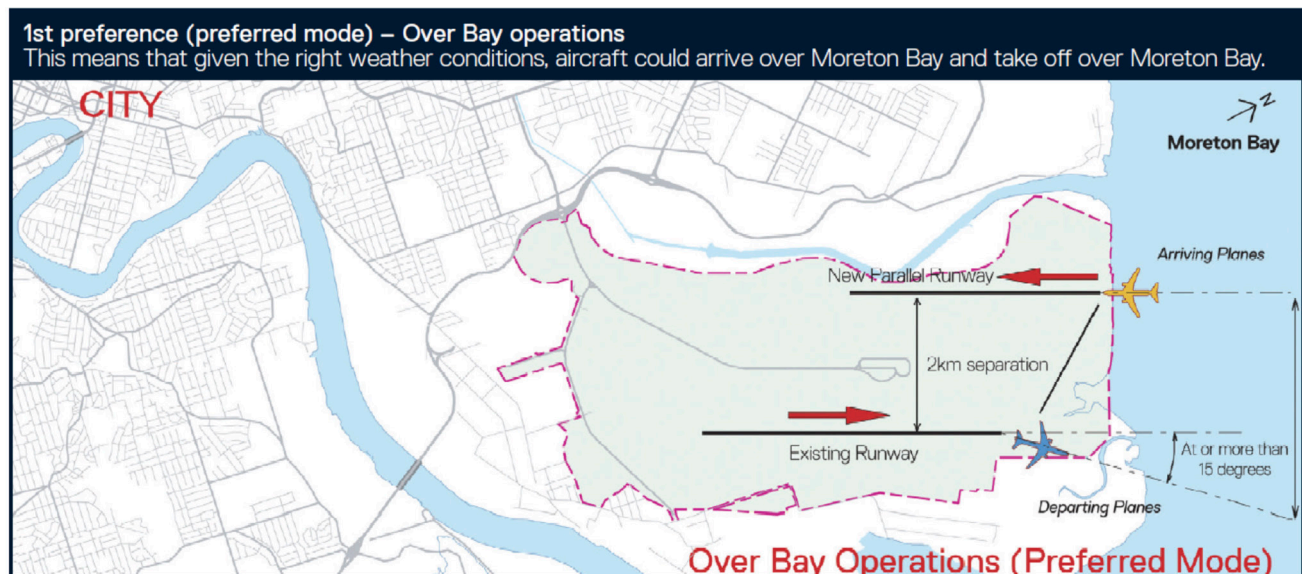 1st preference (preferred mode) – Over Bay operations
This means that given the right weather conditions, aircraft could arrive over Moreton Bay and take off over Moreton Bay.
CITY
N
Moreton Bay
Arriving Planes
New Parallel Runway
2km separation
Existing Runway
At or more than
15 degrees
Departing Planes
Over Bay Operations (Preferred Mode)